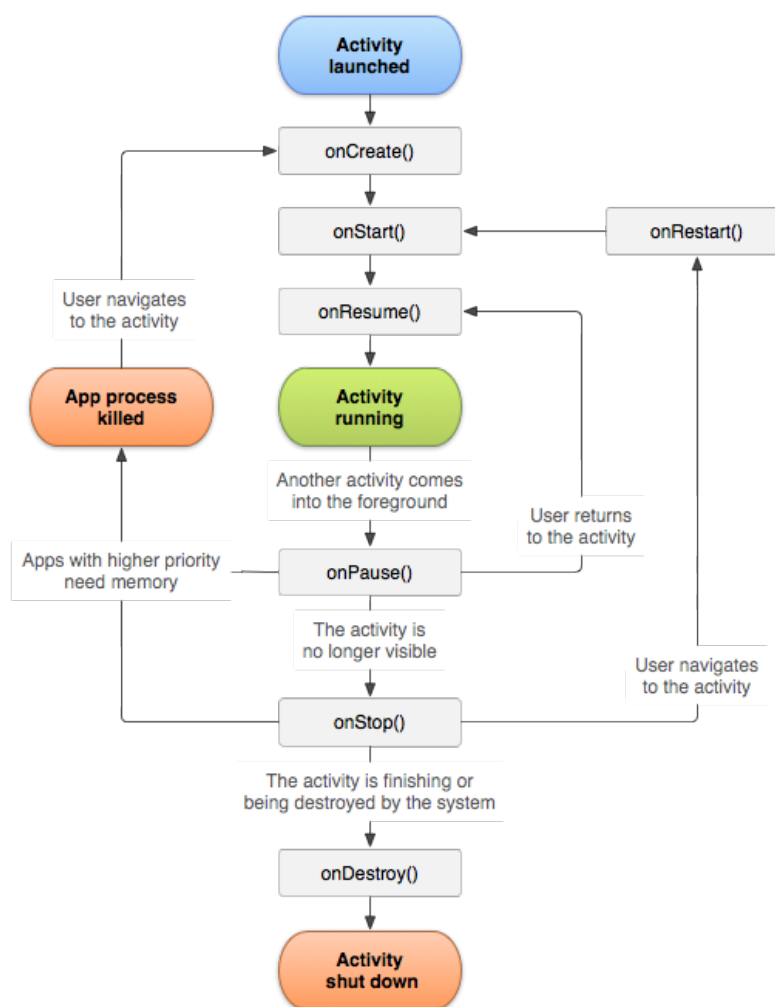 Activity
launched
onCreate()
onStart()
onRestart()
User navigates
to the activity
onResume()
App process
killed
Activity
running
Another activity comes
into the foreground
User returns
to the activity
Apps with higher priority
need memory
onPause()
The activity is
no longer visible
User navigates
to the activity
onStop()
The activity is finishing or
being destroyed by the system
onDestroy()
Activity
shut down